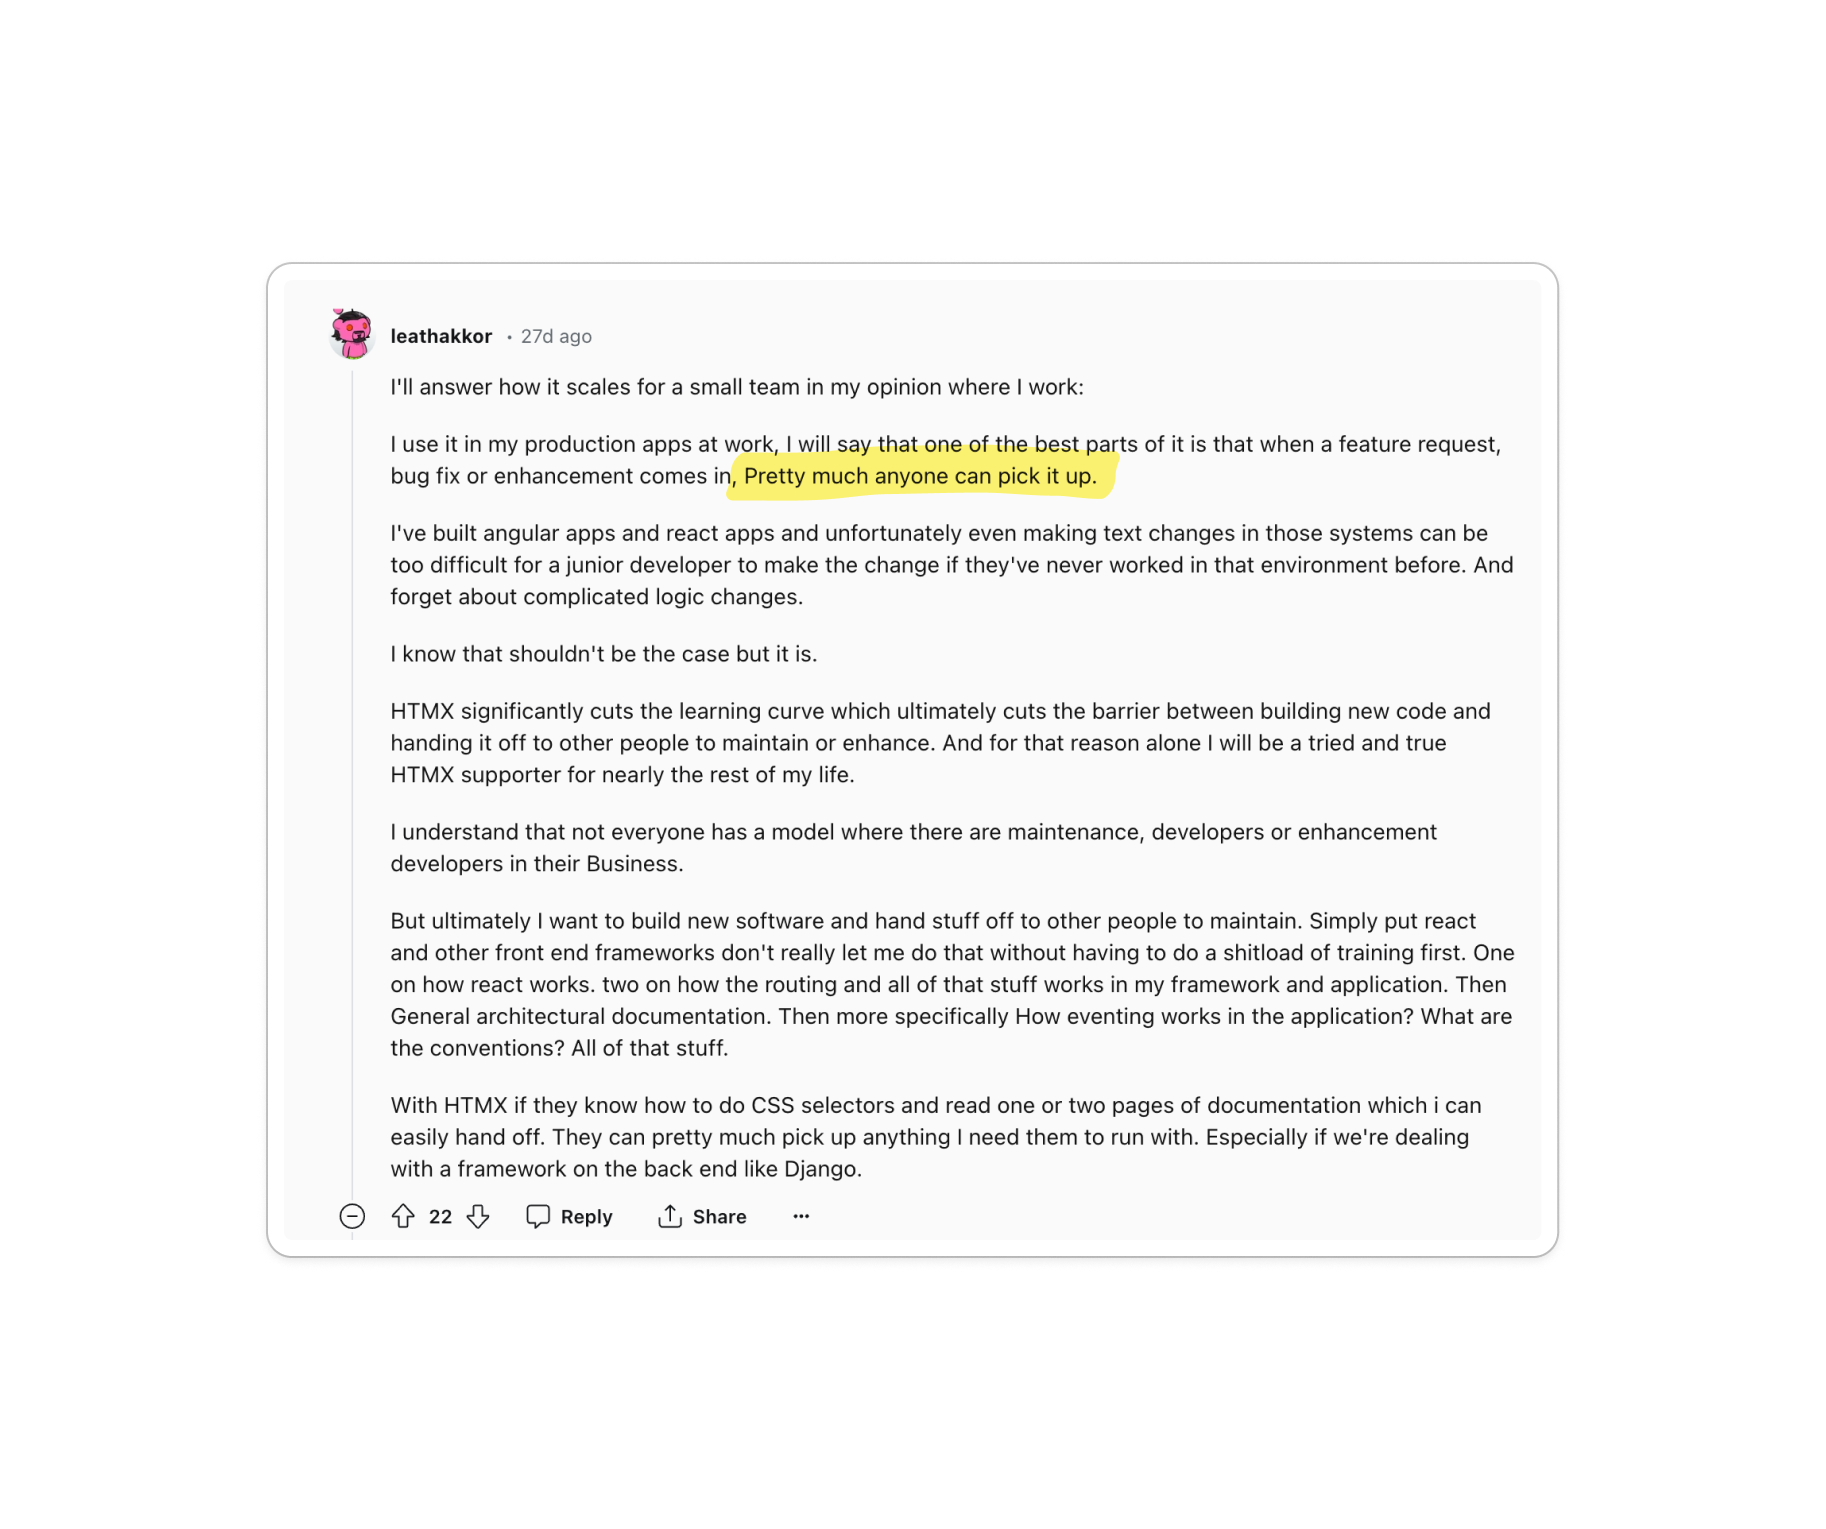 leathakkor • 27d ago
I'll answer how it scales for a small team in my opinion where I work:
I use it in my production apps at work, I will say that one of the best parts of it is that when a feature request,
bug fix or enhancement comes in, Pretty much anyone can pick it up.
I've built angular apps and react apps and unfortunately even making text changes in those systems can be
too difficult for a junior developer to make the change if they've never worked in that environment before. And
forget about complicated logic changes.
I know that shouldn't be the case but it is.
HTMX significantly cuts the learning curve which ultimately cuts the barrier between building new code and
handing it off to other people to maintain or enhance. And for that reason alone I will be a tried and true
HTMX supporter for nearly the rest of my life.
I understand that not everyone has a model where there are maintenance, developers or enhancement
developers in their Business.
But ultimately I want to build new software and hand stuff off to other people to maintain. Simply put react
and other front end frameworks don't really let me do that without having to do a shitload of training first. One
on how react works. two on how the routing and all of that stuff works in my framework and application. Then
General architectural documentation. Then more specifically How eventing works in the application? What are
the conventions? All of that stuff.
With HTMX if they know how to do CSS selectors and read one or two pages of documentation which i can
easily hand off. They can pretty much pick up anything I need them to run with. Especially if we're dealing
with a framework on the back end like Django.
22 Reply Share ...